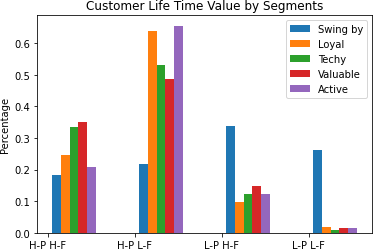 Customer Life Time Value by Segments
Swing by
Loyal
Techy
Valuable
Active
Percentage
0.6
0.5
0.4
0.3
0.2
0.1
0.0
H-P H-F H-P L-F L-P H-F L-P L-F